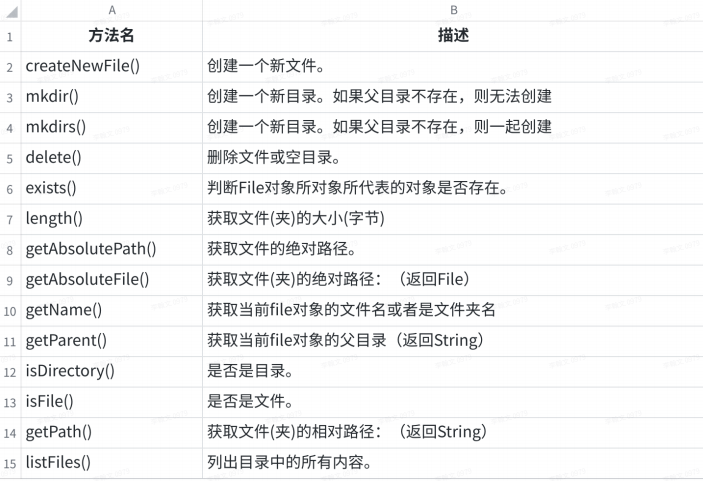 A B
1 方法名 描述
2 createNewFile() 创建一个新文件。
3 mkdir() 创建一个新目录。如果父目录不存在，则无法创建
4 mkdirs() 创建一个新目录。如果父目录不存在，则一起创建
5 delete() 删除文件或空目录。
6 exists() 判断File对象所对象所代表的对象是否存在。
7 length() 获取文件(夹)的大小(字节)
8 getAbsolutePath() 获取文件的绝对路径。
9 getAbsoluteFile() 获取文件(夹)的绝对路径：（返回File）
10 getName() 获取当前file对象的文件名或者是文件夹名
11 getParent() 获取当前file对象的父目录（返回String）
12 isDirectory() 是否是目录。
13 isFile() 是否是文件。
14 getPath() 获取文件(夹)的相对路径：（返回String）
15 listFiles() 列出目录中的所有内容。